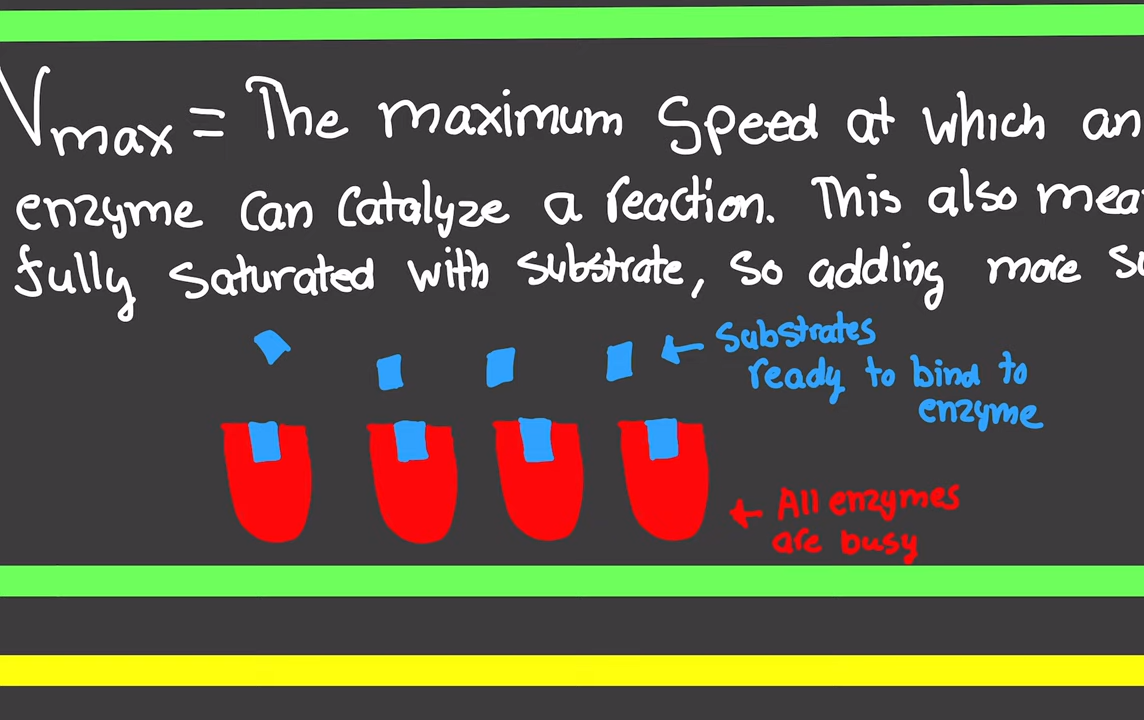 Vmax = The maximum Speed at which an
enzyme can catalyze a reaction. This also
fully saturated with substrate, so adding more
Substrates
ready to bind to
enzyme
All enzymes
are busy